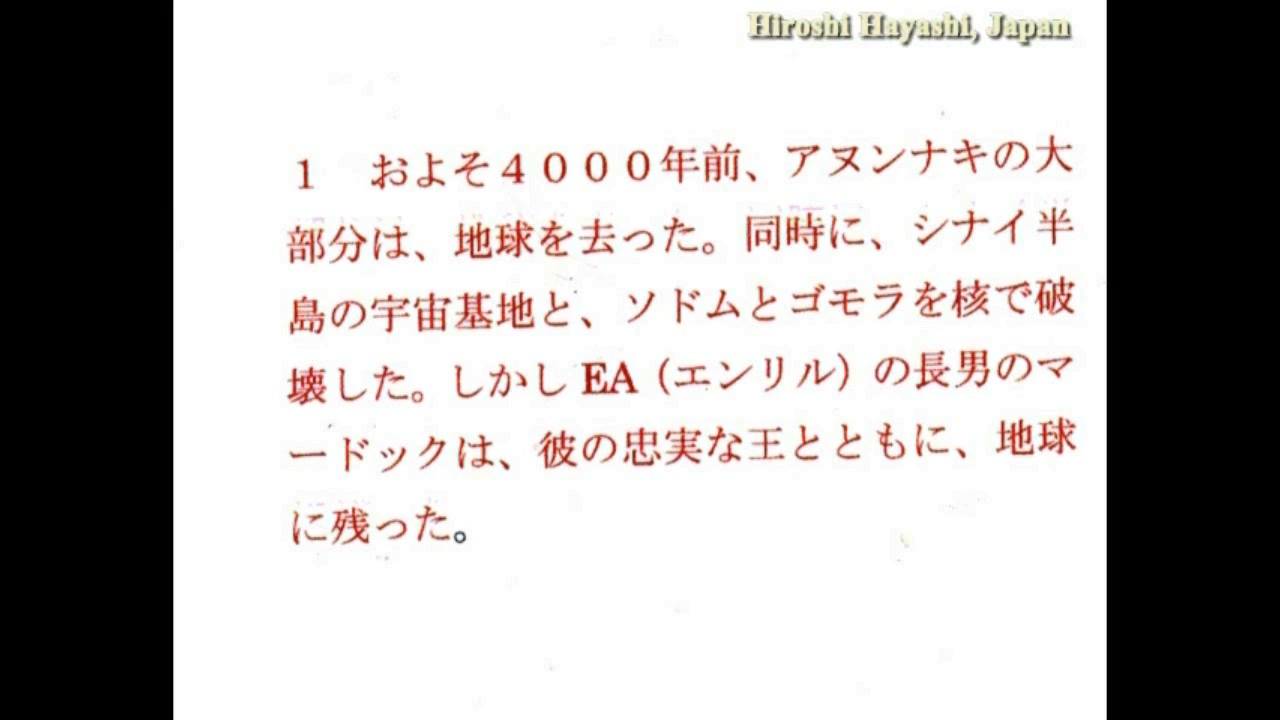 Hiroshi Hayashi, Japan
1 およそ4000年前、アヌンナキの大
部分は、地球を去った。同時に、シナイ半
島の宇宙基地と、ソドムとゴモラを核で破
壊した。しかし EA（エンリル）の長男のマ
ードックは、彼の忠実な王とともに、地球
に残った。